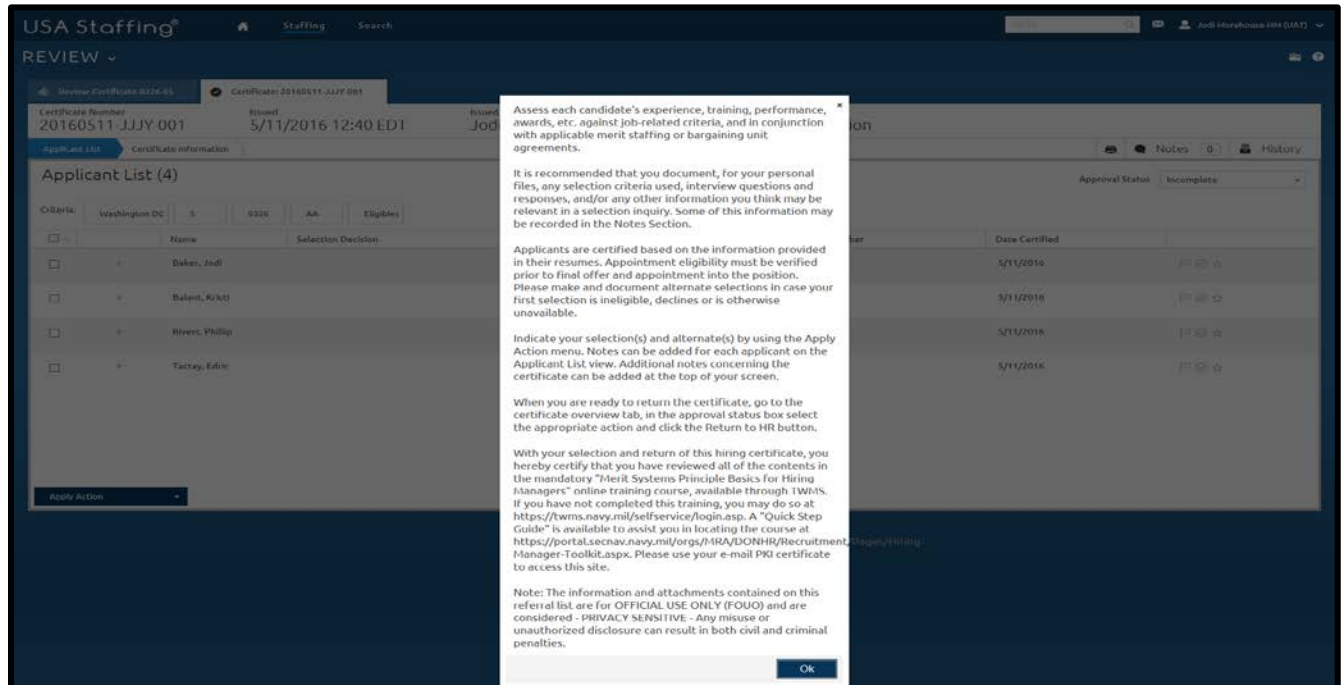 USA Staffing®
Staffing
Search
Jodi Morehouse-HM (UAT)
REVIEW
Review Certificate 0326-05
Certificate: 20160511-JJJY-001
Certificate Number
20160511-JJJY-001
Issued
5/11/2016 12:40 EDT
Issued
Jod
ion
Applicant List
Certificate Information
Notes 0
History
Applicant List (4)
Approval Status
Incomplete
Criteria:
Washington DC
5
0326
AA
Eligibles
Name
Selection Decision
ber
Date Certified
Baker, Jodi
5/11/2016
Balant, Kristi
5/11/2016
Rivers, Phillip
5/11/2016
Tactay, Edric
5/11/2016
Apply Action
Assess each candidate's experience, training, performance,
awards, etc. against job-related criteria, and in conjunction
with applicable merit staffing or bargaining unit
agreements.
It is recommended that you document, for your personal
files, any selection criteria used, interview questions and
responses, and/or any other information you think may be
relevant in a selection inquiry. Some of this information may
be recorded in the Notes Section.
Applicants are certified based on the information provided
in their resumes. Appointment eligibility must be verified
prior to final offer and appointment into the position.
Please make and document alternate selections in case your
first selection is ineligible, declines or is otherwise
unavailable.
Indicate your selection(s) and alternate(s) by using the Apply
Action menu. Notes can be added for each applicant on the
Applicant List view. Additional notes concerning the
certificate can be added at the top of your screen.
When you are ready to return the certificate, go to the
certificate overview tab, in the approval status box select
the appropriate action and click the Return to HR button.
With your selection and return of this hiring certificate, you
hereby certify that you have reviewed all of the contents in
the mandatory "Merit Systems Principle Basics for Hiring
Managers" online training course, available through TWMS.
If you have not completed this training, you may do so at
https://twms.navy.mil/selfservice/login.asp. A "Quick Step
Guide" is available to assist you in locating the course at
https://portal.secnav.navy.mil/orgs/MRA/DONHR/Recruitment/Stages/Hiring-
Manager-Toolkit.aspx. Please use your e-mail PKI certificate
to access this site.
Note: The information and attachments contained on this
referral list are for OFFICIAL USE ONLY (FOUO) and are
considered - PRIVACY SENSITIVE - Any misuse or
unauthorized disclosure can result in both civil and criminal
penalties.
Ok